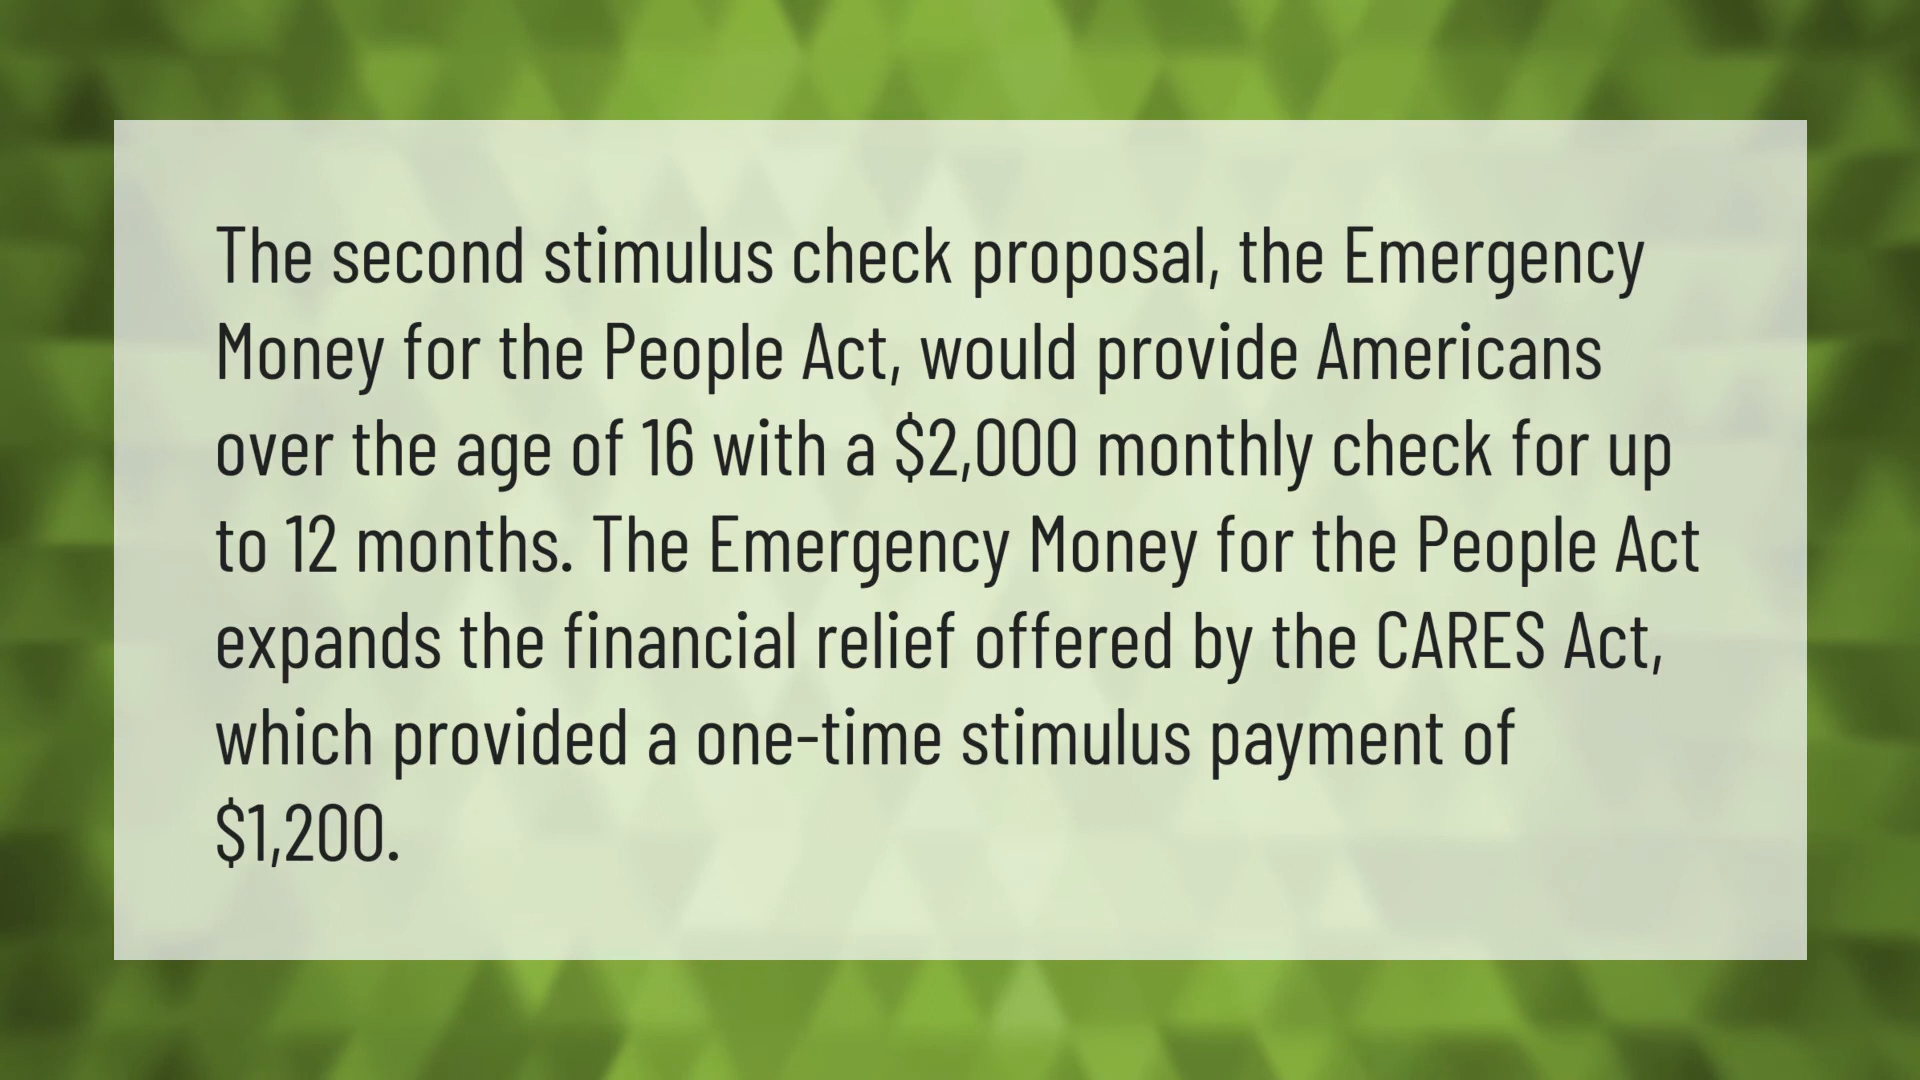 The second stimulus check proposal, the Emergency
Money for the People Act, would provide Americans
over the age of 16 with a $2,000 monthly check for up
to 12 months. The Emergency Money for the People Act
expands the financial relief offered by the CARES Act,
which provided a one-time stimulus payment of
$1,200.